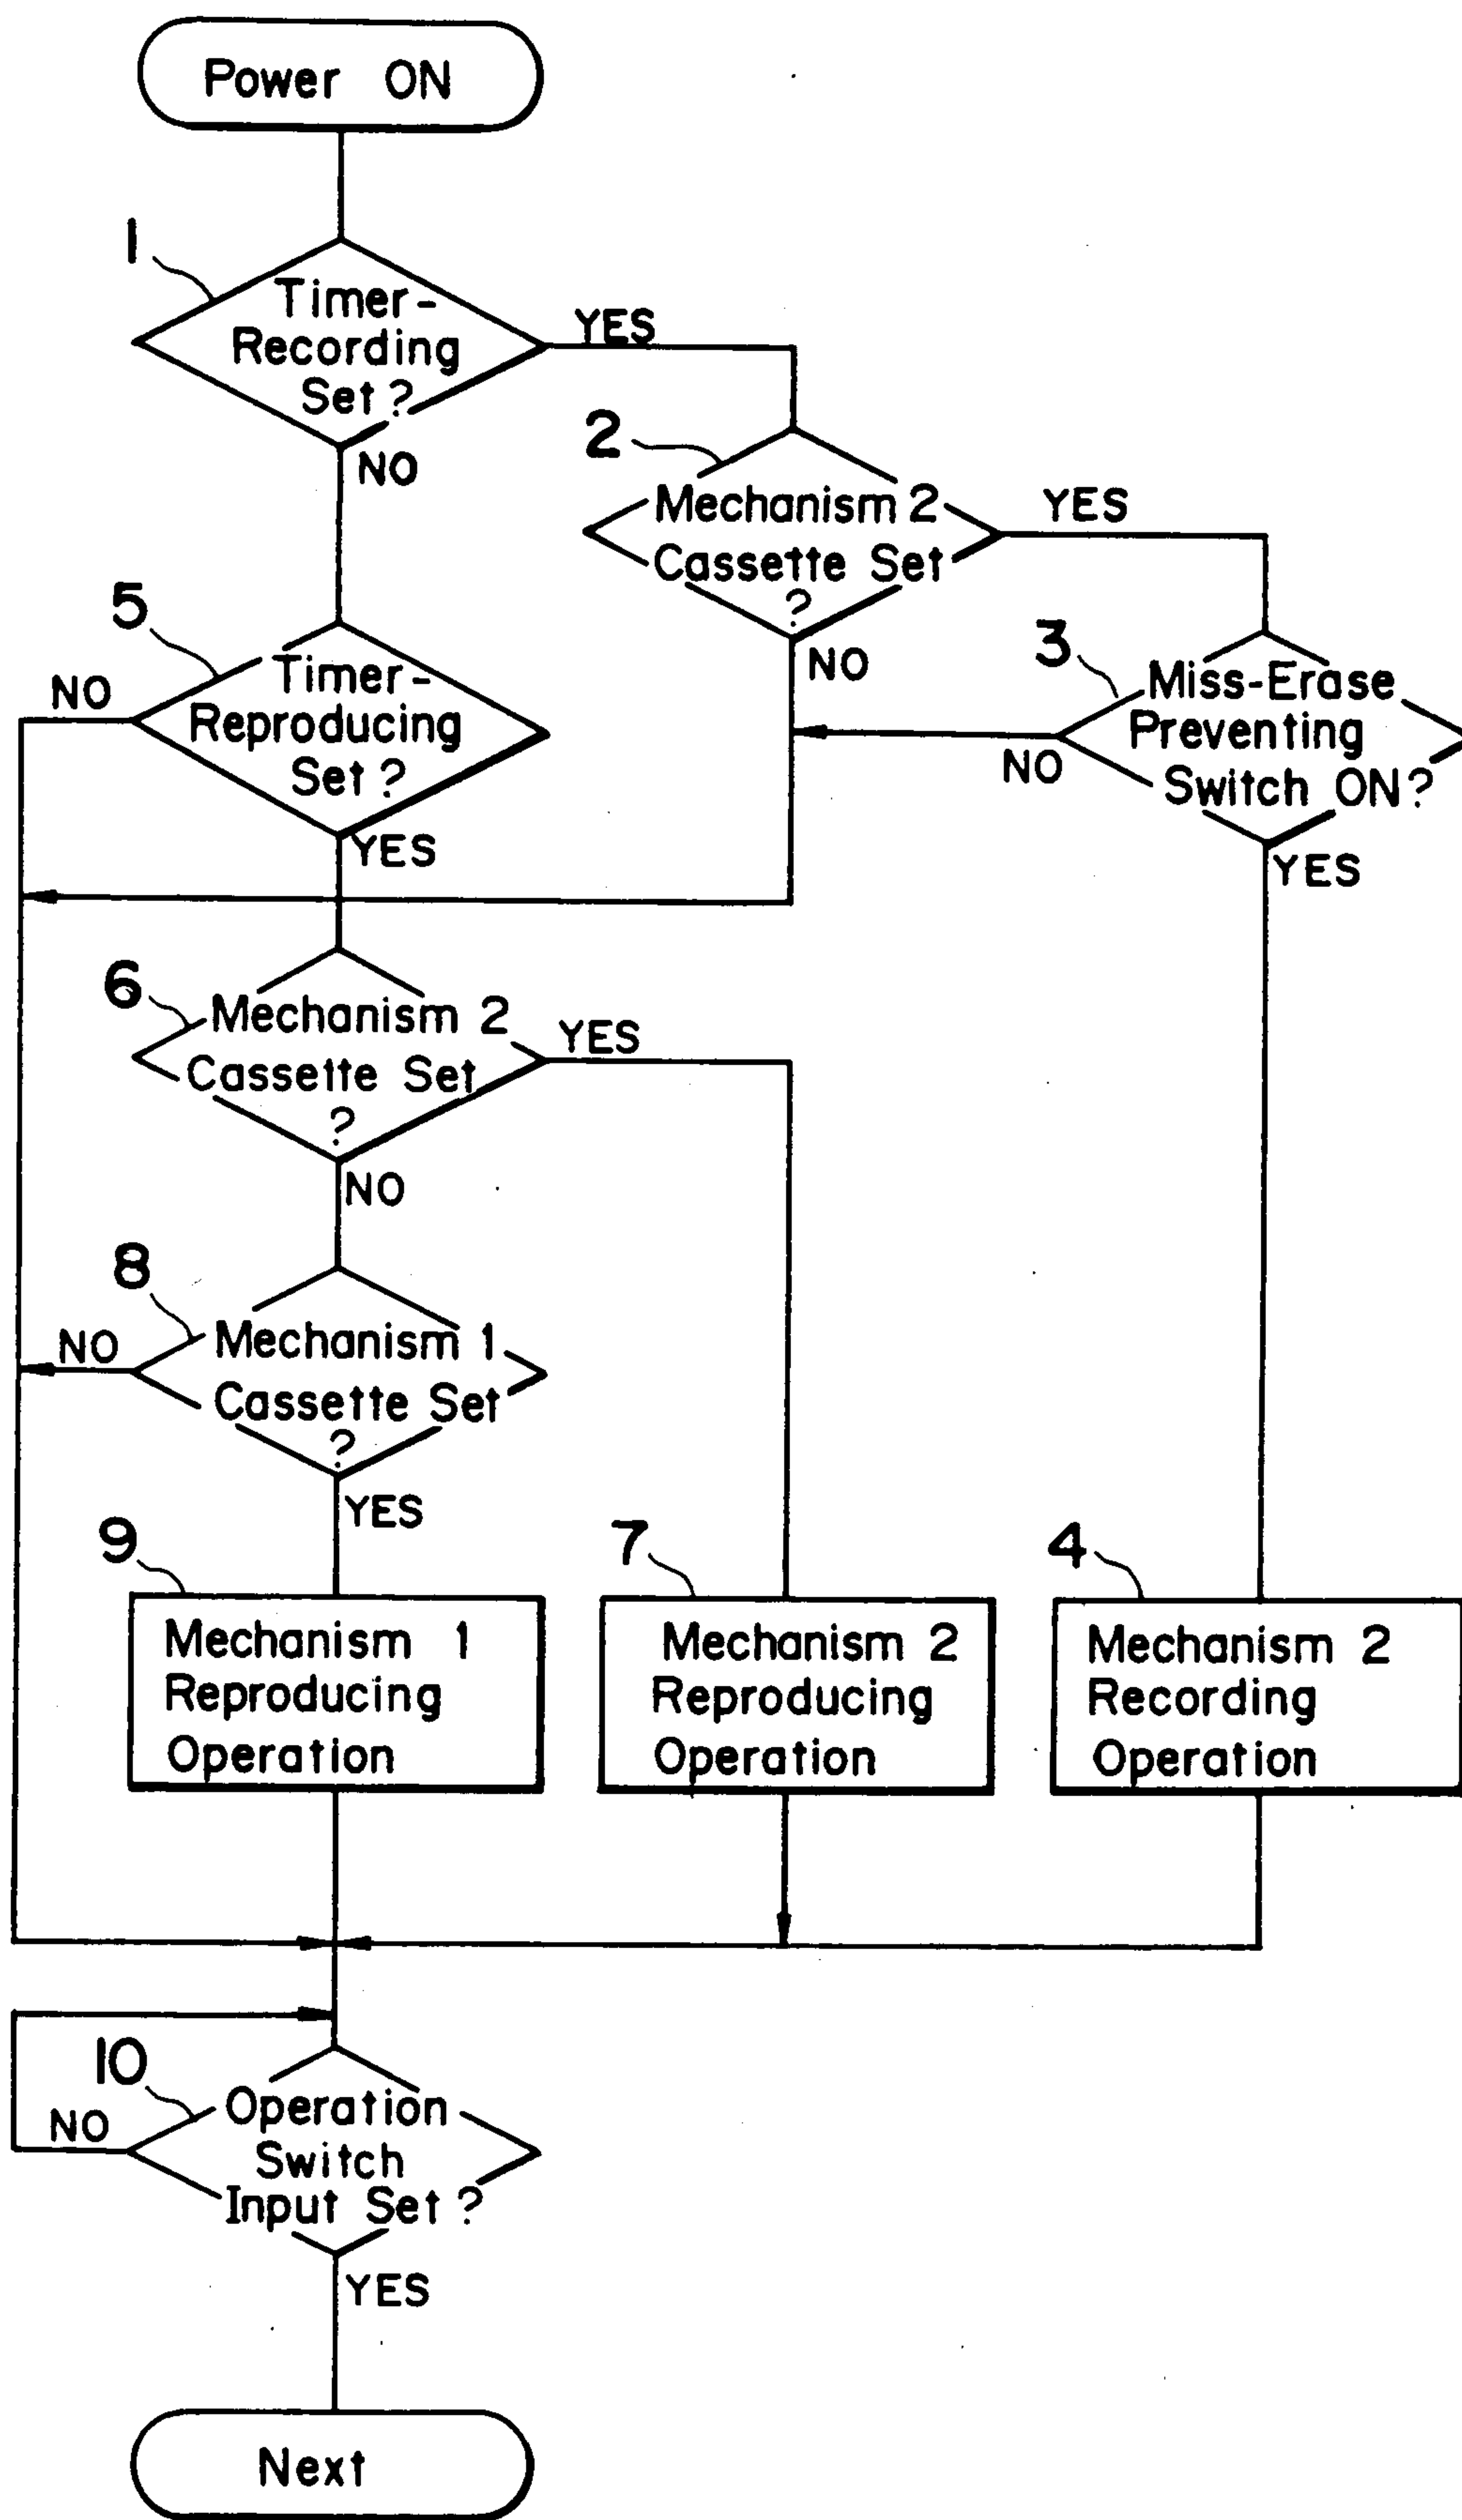 Power ON
1
Timer-
Recording
Set?
YES
NO
2
Mechanism 2
Cassette Set
?
YES
NO
3
Miss-Erase
Preventing
Switch ON?
NO
YES
5
Timer-
Reproducing
Set?
NO
YES
6
Mechanism 2
Cassette Set
?
YES
NO
8
Mechanism 1
Cassette Set
?
NO
YES
9
Mechanism 1
Reproducing
Operation
7
Mechanism 2
Reproducing
Operation
4
Mechanism 2
Recording
Operation
10
Operation
Switch
Input Set?
NO
YES
Next